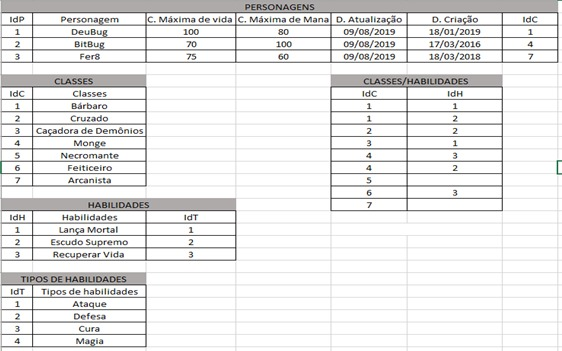 PERSONAGENS
IdP Personagem C. Máxima de vida C. Máxima de Mana D. Atualização D. Criação IdC
1 DeuBug 100 80 09/08/2019 18/01/2019 1
2 BitBug 70 100 09/08/2019 17/03/2016 4
3 Fer8 75 60 09/08/2019 18/03/2018 7
CLASSES
IdC Classes
1 Bárbaro
2 Cruzado
3 Caçadora de Demônios
4 Monge
5 Necromante
6 Feiticeiro
7 Arcanista
CLASSES/HABILIDADES
IdC IdH
1 1
1 2
2 2
3 1
4 3
4 2
5
6 3
7
HABILIDADES
IdH Habilidades IdT
1 Lança Mortal 1
2 Escudo Supremo 2
3 Recuperar Vida 3
TIPOS DE HABILIDADES
IdT Tipos de habilidades
1 Ataque
2 Defesa
3 Cura
4 Magia